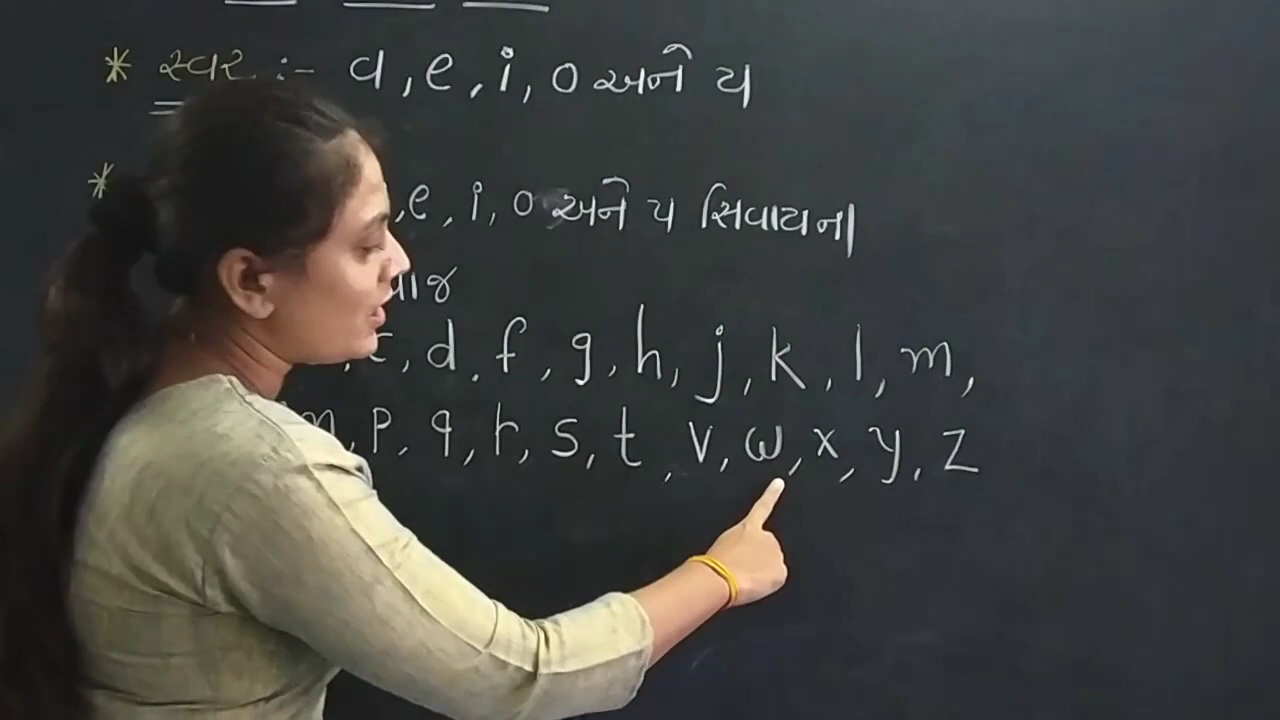 * સ્વર :- a, e, i, o અને u
* , e, i, o અને u સિવાયના
c, d, f, g, h, j, k, l, m,
n, p, q, r, s, t, v, w, x, y, z